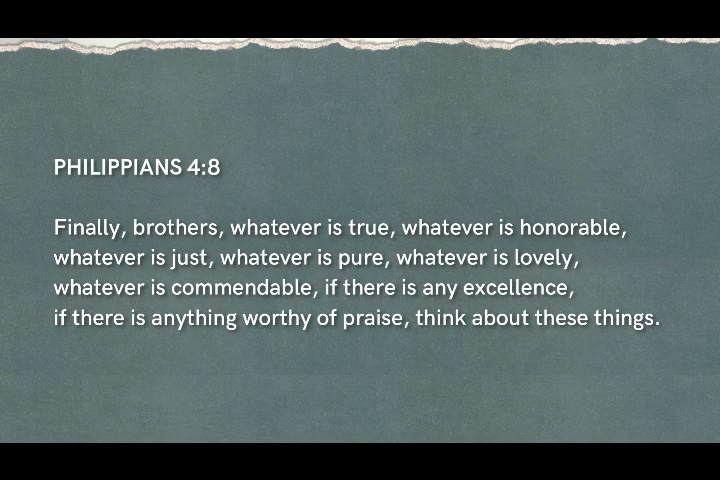 PHILIPPIANS 4:8
Finally, brothers, whatever is true, whatever is honorable,
whatever is just, whatever is pure, whatever is lovely,
whatever is commendable, if there is any excellence,
if there is anything worthy of praise, think about these things.